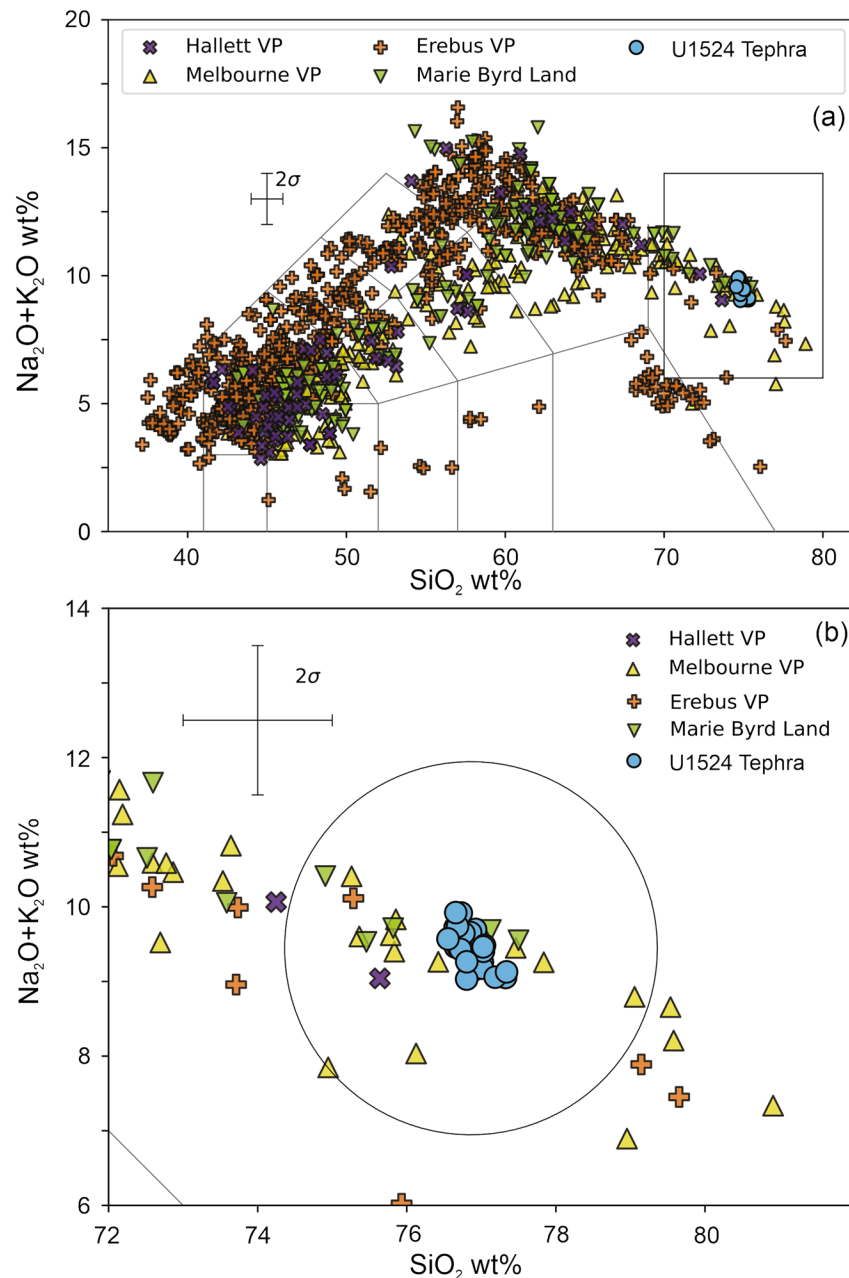 20
Hallett VP
Erebus VP
U1524 Tephra
Melbourne VP
Marie Byrd Land
(a)
15
2σ
Na₂O+K₂O wt%
10
5
0
40 50 60 70 80
SiO₂ wt%
14
(b)
Hallett VP
2σ
Melbourne VP
Erebus VP
Marie Byrd Land
U1524 Tephra
12
Na₂O+K₂O wt%
10
8
6
72 74 76 78 80
SiO₂ wt%